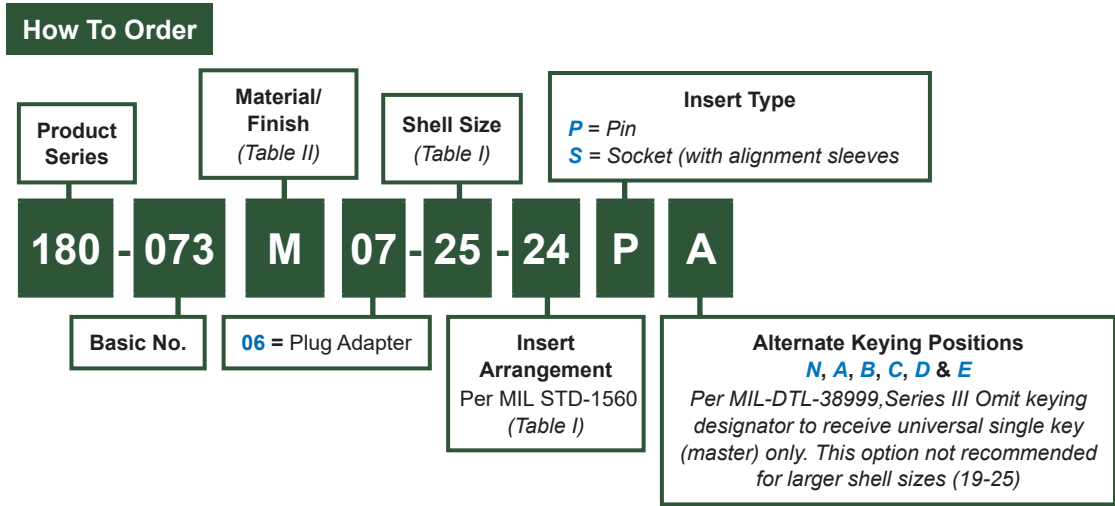 How To Order
Product
Series
Material/
Finish
(Table II)
Shell Size
(Table I)
Insert Type
P = Pin
S = Socket (with alignment sleeves
180 - 073 M 07 - 25 - 24 P A
Basic No.
06 = Plug Adapter
Insert
Arrangement
Per MIL STD-1560
(Table I)
Alternate Keying Positions
N, A, B, C, D & E
Per MIL-DTL-38999,Series III Omit keying
designator to receive universal single key
(master) only. This option not recommended
for larger shell sizes (19-25)